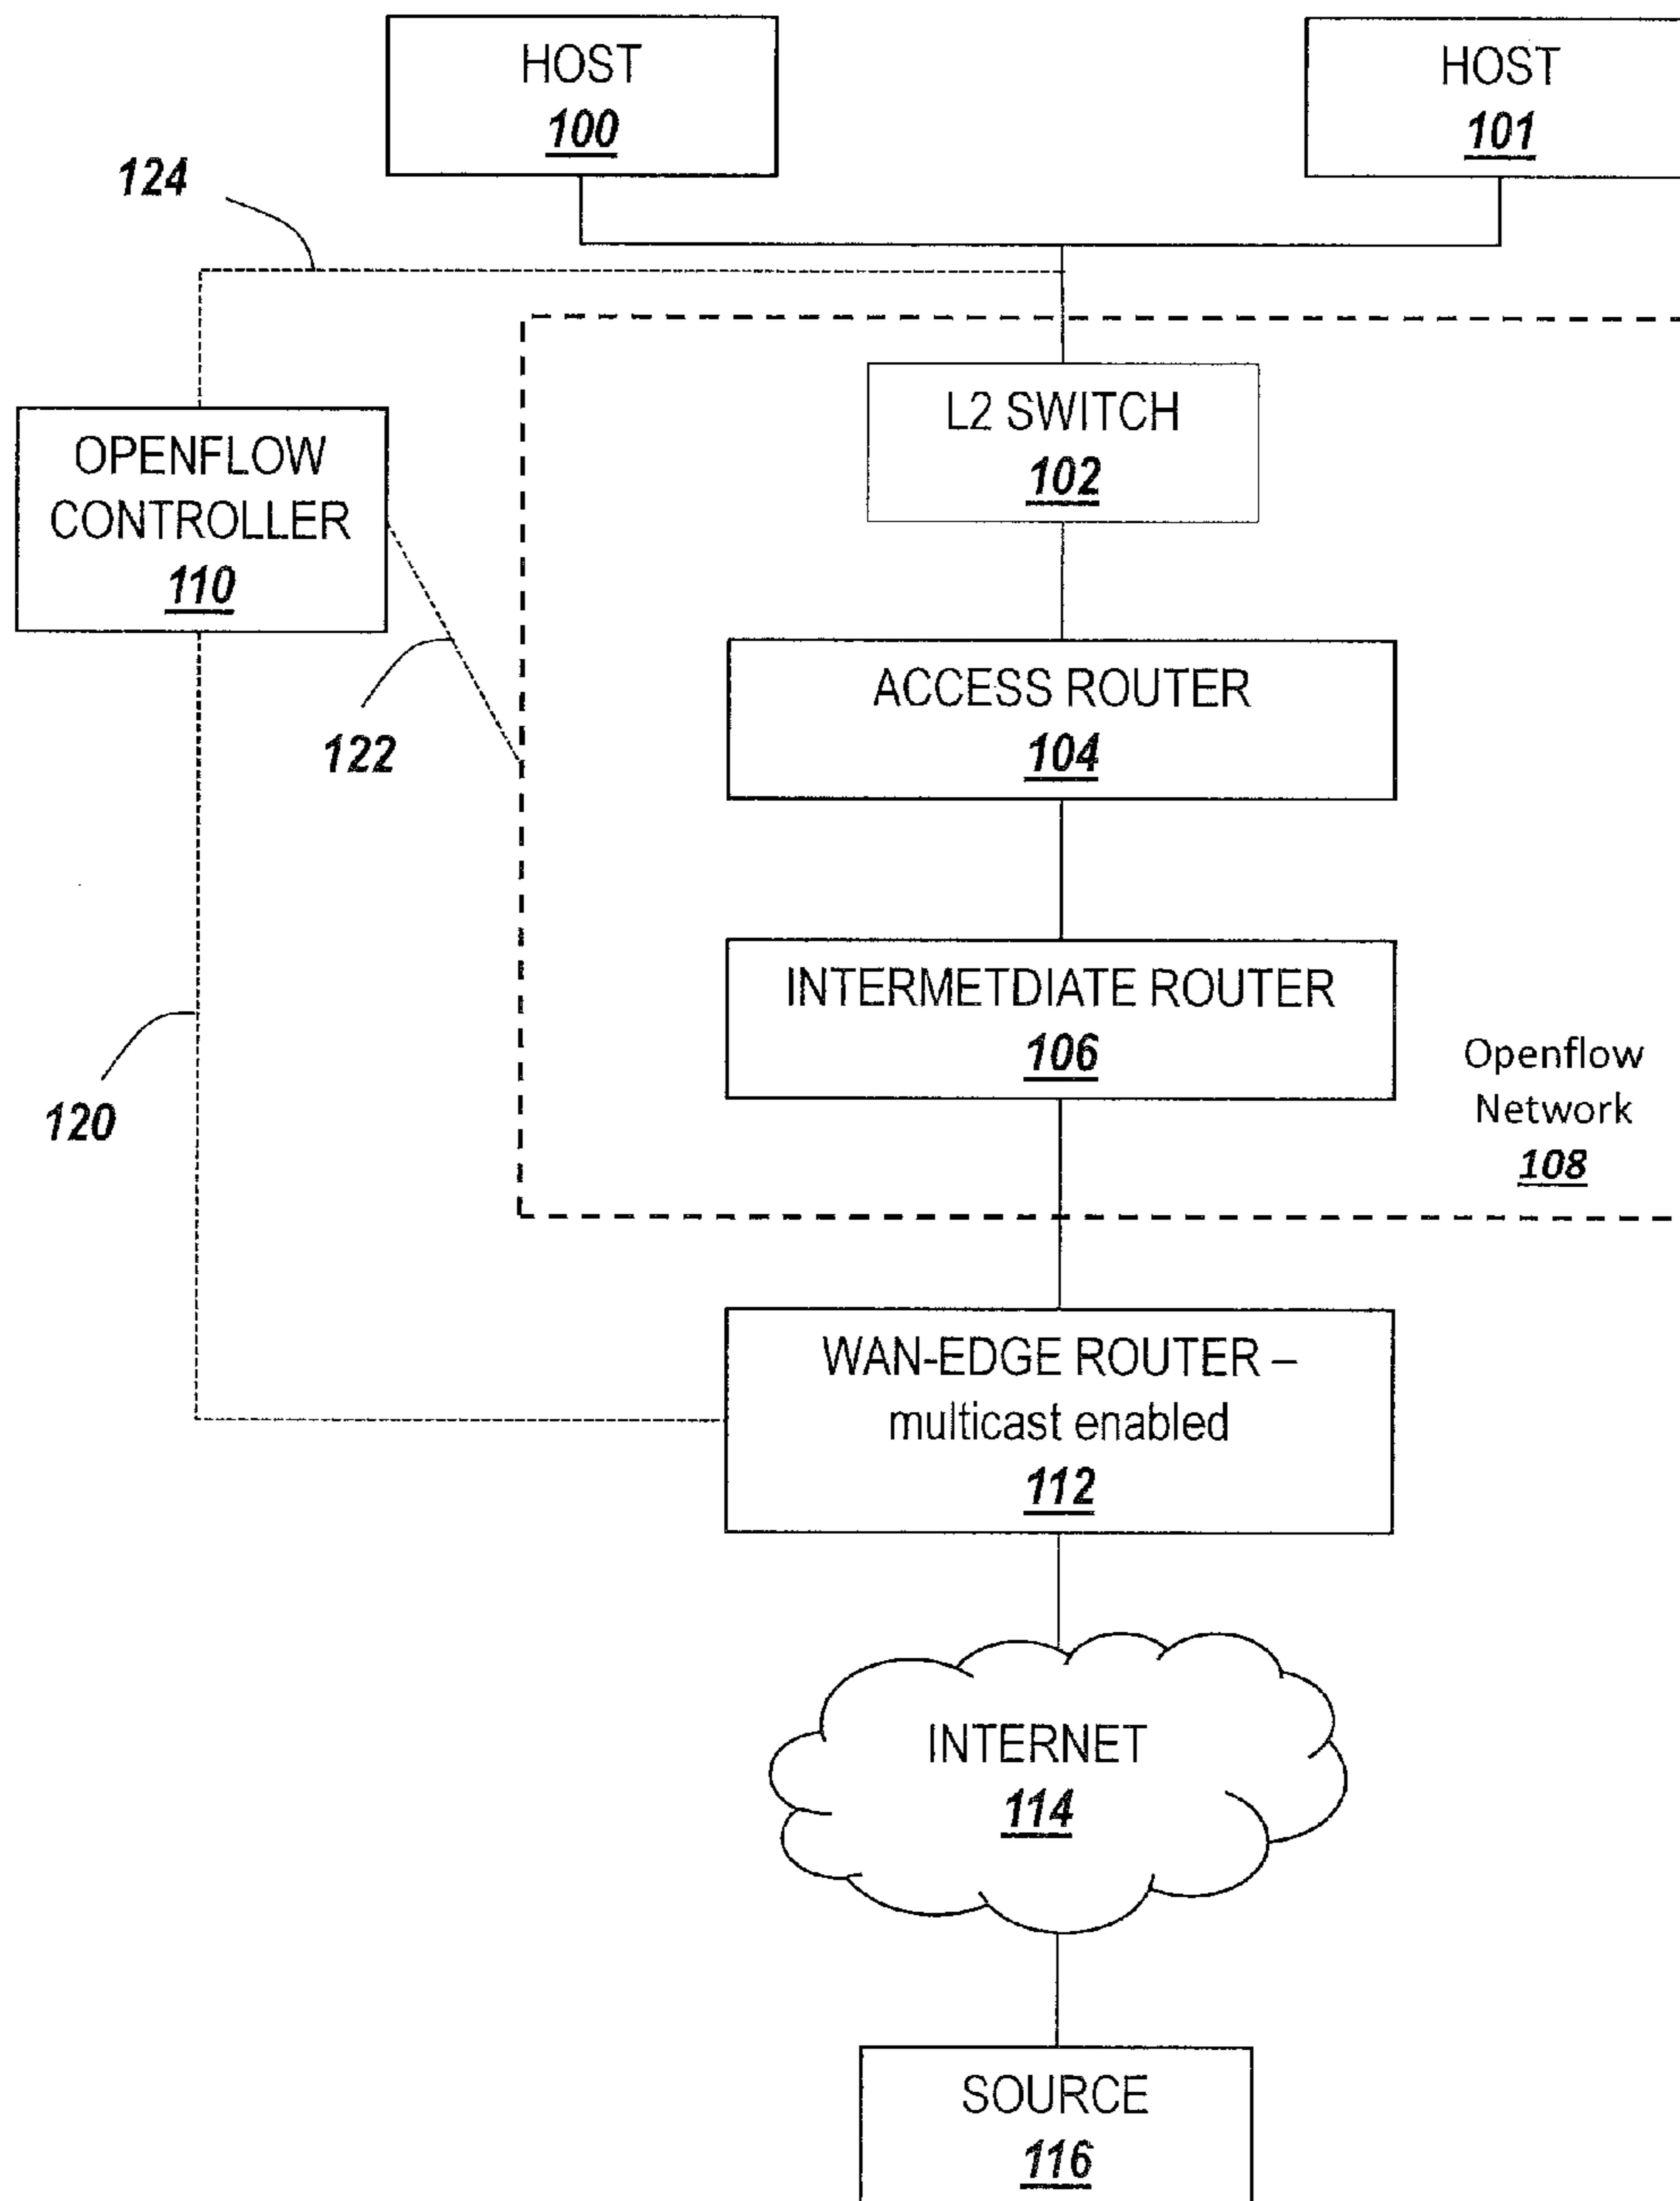 HOST
100
HOST
101
124
L2 SWITCH
102
OPENFLOW
CONTROLLER
110
ACCESS ROUTER
104
122
INTERMETDIATE ROUTER
106
Openflow
Network
108
120
WAN-EDGE ROUTER –
multicast enabled
112
INTERNET
114
SOURCE
116